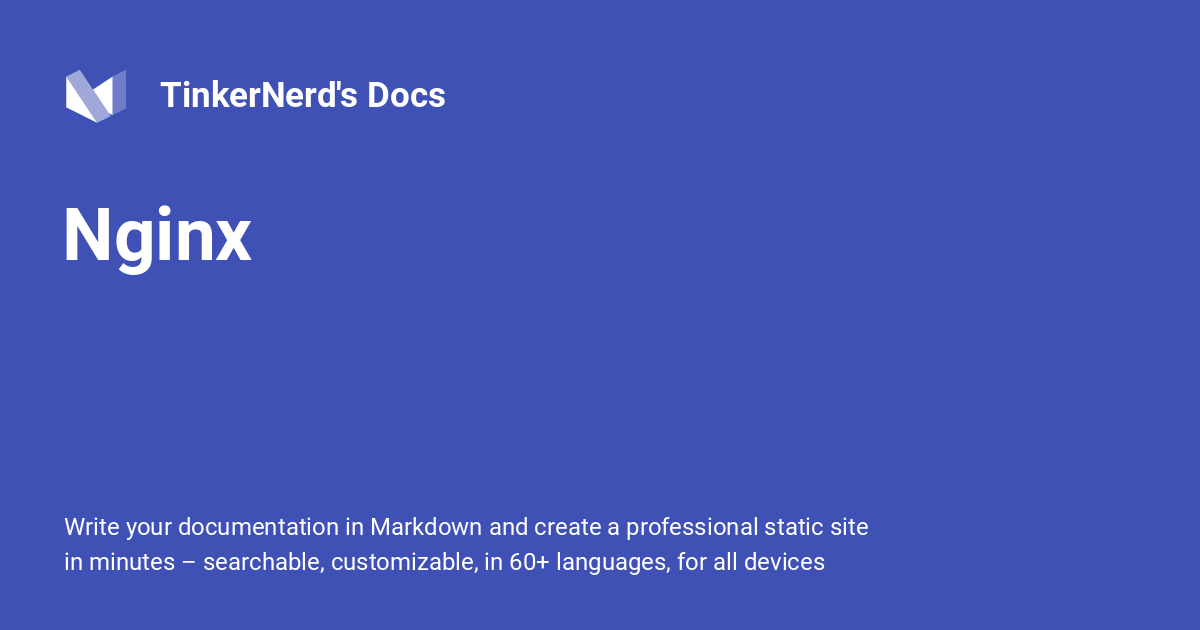 TinkerNerd's Docs
Nginx
Write your documentation in Markdown and create a professional static site
in minutes – searchable, customizable, in 60+ languages, for all devices